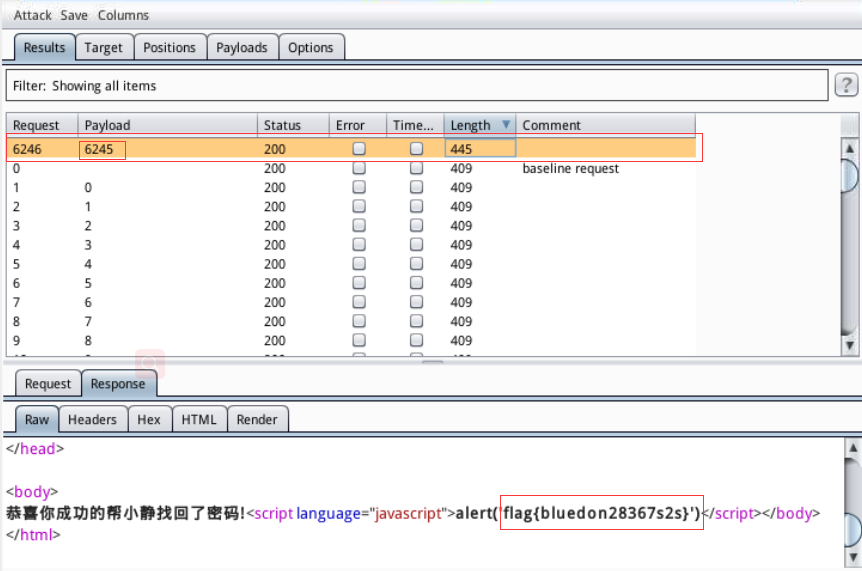 Attack Save Columns
Results Target Positions Payloads Options
Filter: Showing all items ?
Request Payload Status Error Time... Length Comment
6246 6245 200 445
0 200 409 baseline request
1 0 200 409
2 1 200 409
3 2 200 409
4 3 200 409
5 4 200 409
6 5 200 409
7 6 200 409
8 7 200 409
9 8 200 409
Request Response
Raw Headers Hex HTML Render
</head>
<body>
恭喜你成功的帮小静找回了密码!<script language="javascript">alert('flag{bluedon28367s2s}')</script></body>
</html>